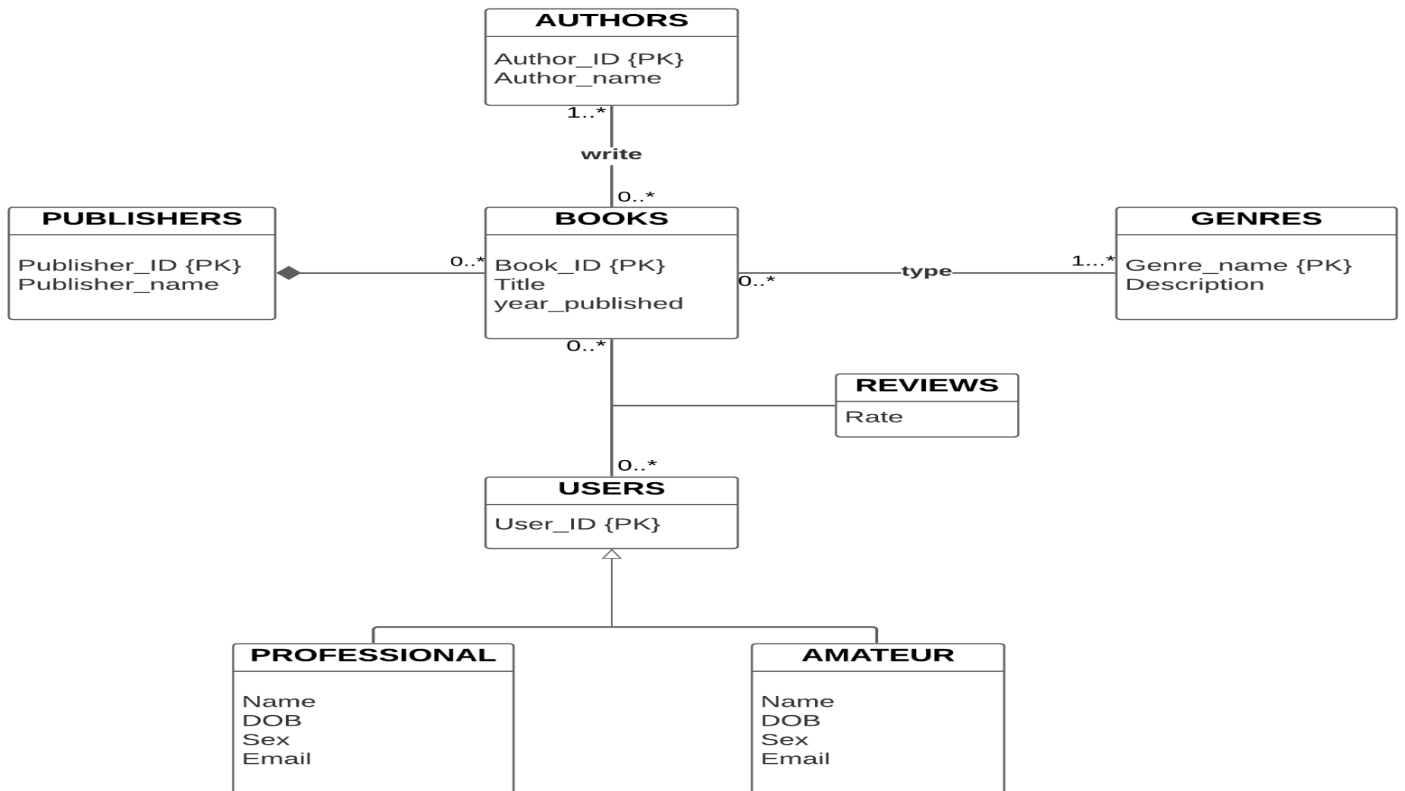 AUTHORS
Author_ID {PK}
Author_name
1..*
write
0..*
PUBLISHERS
Publisher_ID {PK}
Publisher_name
0..*
BOOKS
Book_ID {PK}
Title
year_published
0..*
type
1...*
GENRES
Genre_name {PK}
Description
0..*
REVIEWS
Rate
0..*
USERS
User_ID {PK}
PROFESSIONAL
Name
DOB
Sex
Email
AMATEUR
Name
DOB
Sex
Email